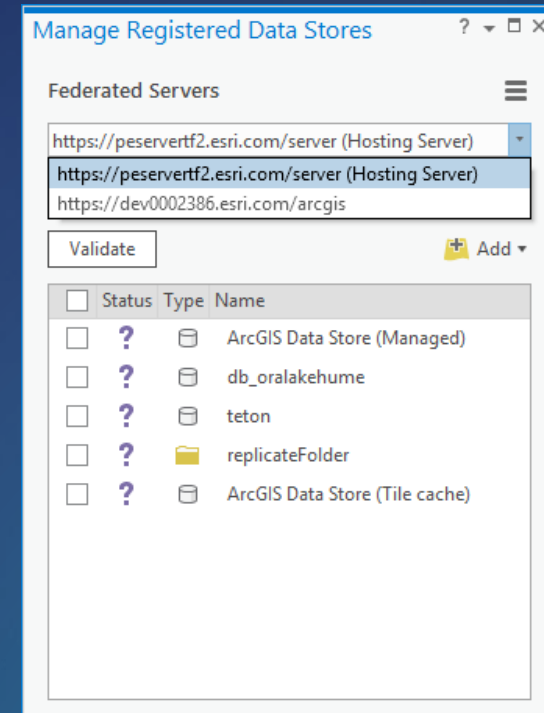 Manage Registered Data Stores ?
Federated Servers
https://peservertf2.esri.com/server (Hosting Server)
https://peservertf2.esri.com/server (Hosting Server)
https://dev0002386.esri.com/arcgis
Validate Add
Status Type Name
? ArcGIS Data Store (Managed)
? db_oralakehume
? teton
? replicateFolder
? ArcGIS Data Store (Tile cache)